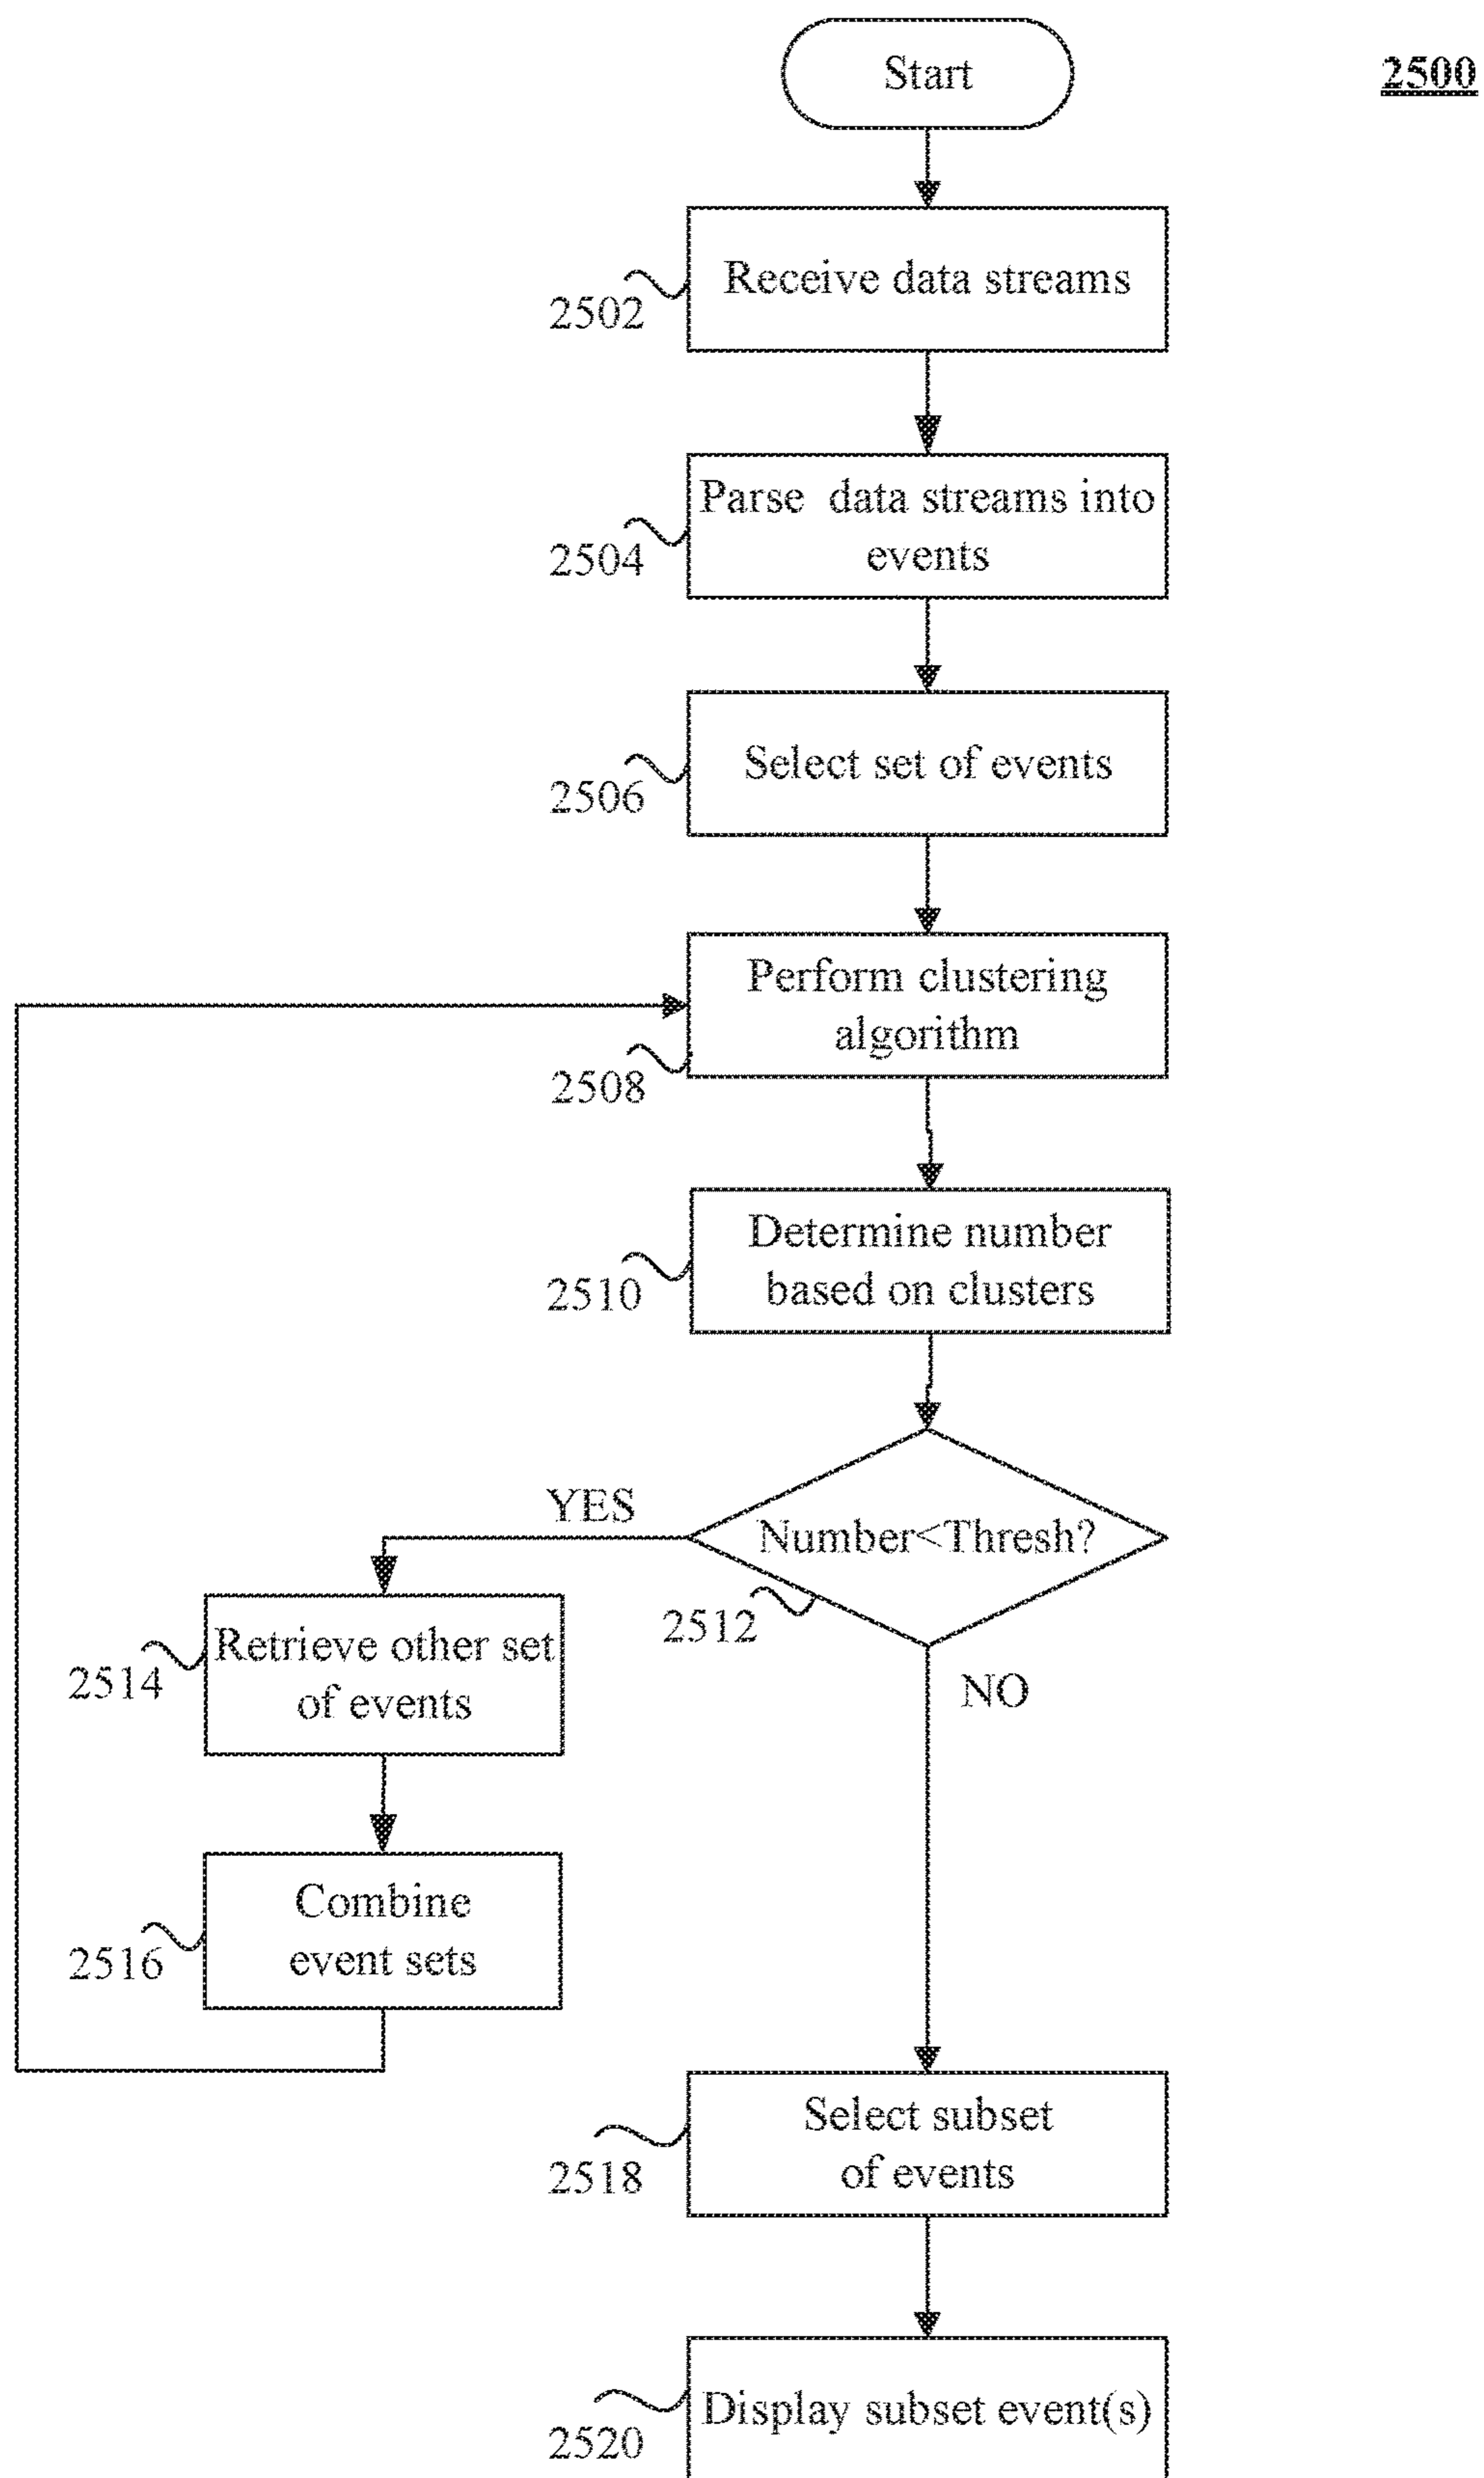 Start
2500
Receive data streams
2502
Parse data streams into
events
2504
Select set of events
2506
Perform clustering
algorithm
2508
Determine number
based on clusters
2510
YES
Number<Thresh?
2512
Retrieve other set
of events
2514
NO
Combine
event sets
2516
Select subset
of events
2518
Display subset event(s)
2520